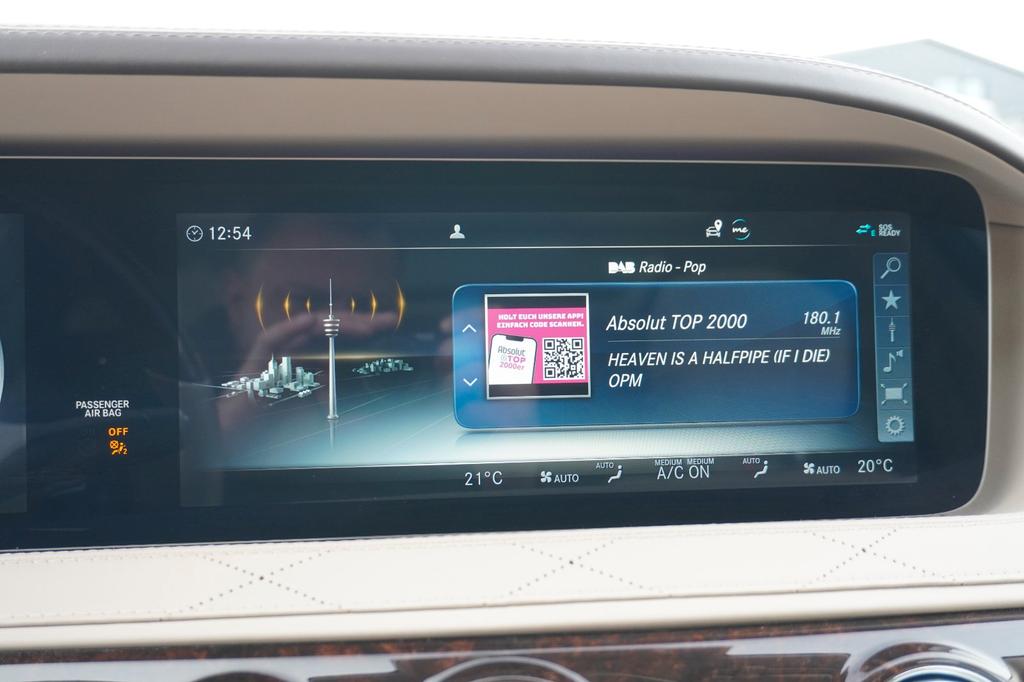 12:54
me
E
SOS
READY
DAB Radio - Pop
HOLT EUCH UNSERE APP!
EINFACH CODE SCANNEN.
Absolut
TOP
2000er
Absolut TOP 2000
180.1
MHz
HEAVEN IS A HALFPIPE (IF I DIE)
OPM
PASSENGER
AIR BAG
OFF
2
21°C
AUTO
AUTO
MEDIUM MEDIUM
A/C ON
AUTO
AUTO
20°C